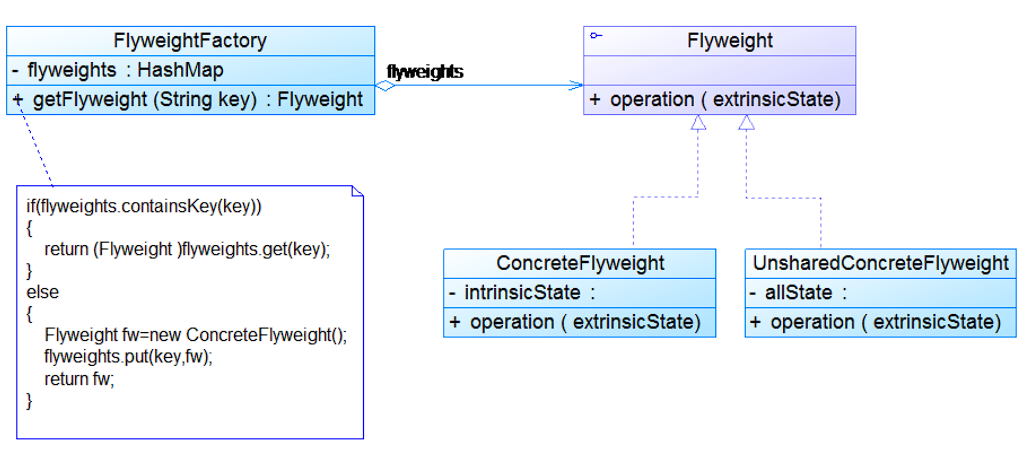 FlyweightFactory
- flyweights : HashMap
+ getFlyweight (String key) : Flyweight
flyweights
Flyweight
+ operation ( extrinsicState)
if(flyweights.containsKey(key))
{
return (Flyweight )flyweights.get(key);
}
else
{
Flyweight fw=new ConcreteFlyweight();
flyweights.put(key,fw);
return fw;
}
ConcreteFlyweight
- intrinsicState :
+ operation ( extrinsicState)
UnsharedConcreteFlyweight
- allState :
+ operation ( extrinsicState)